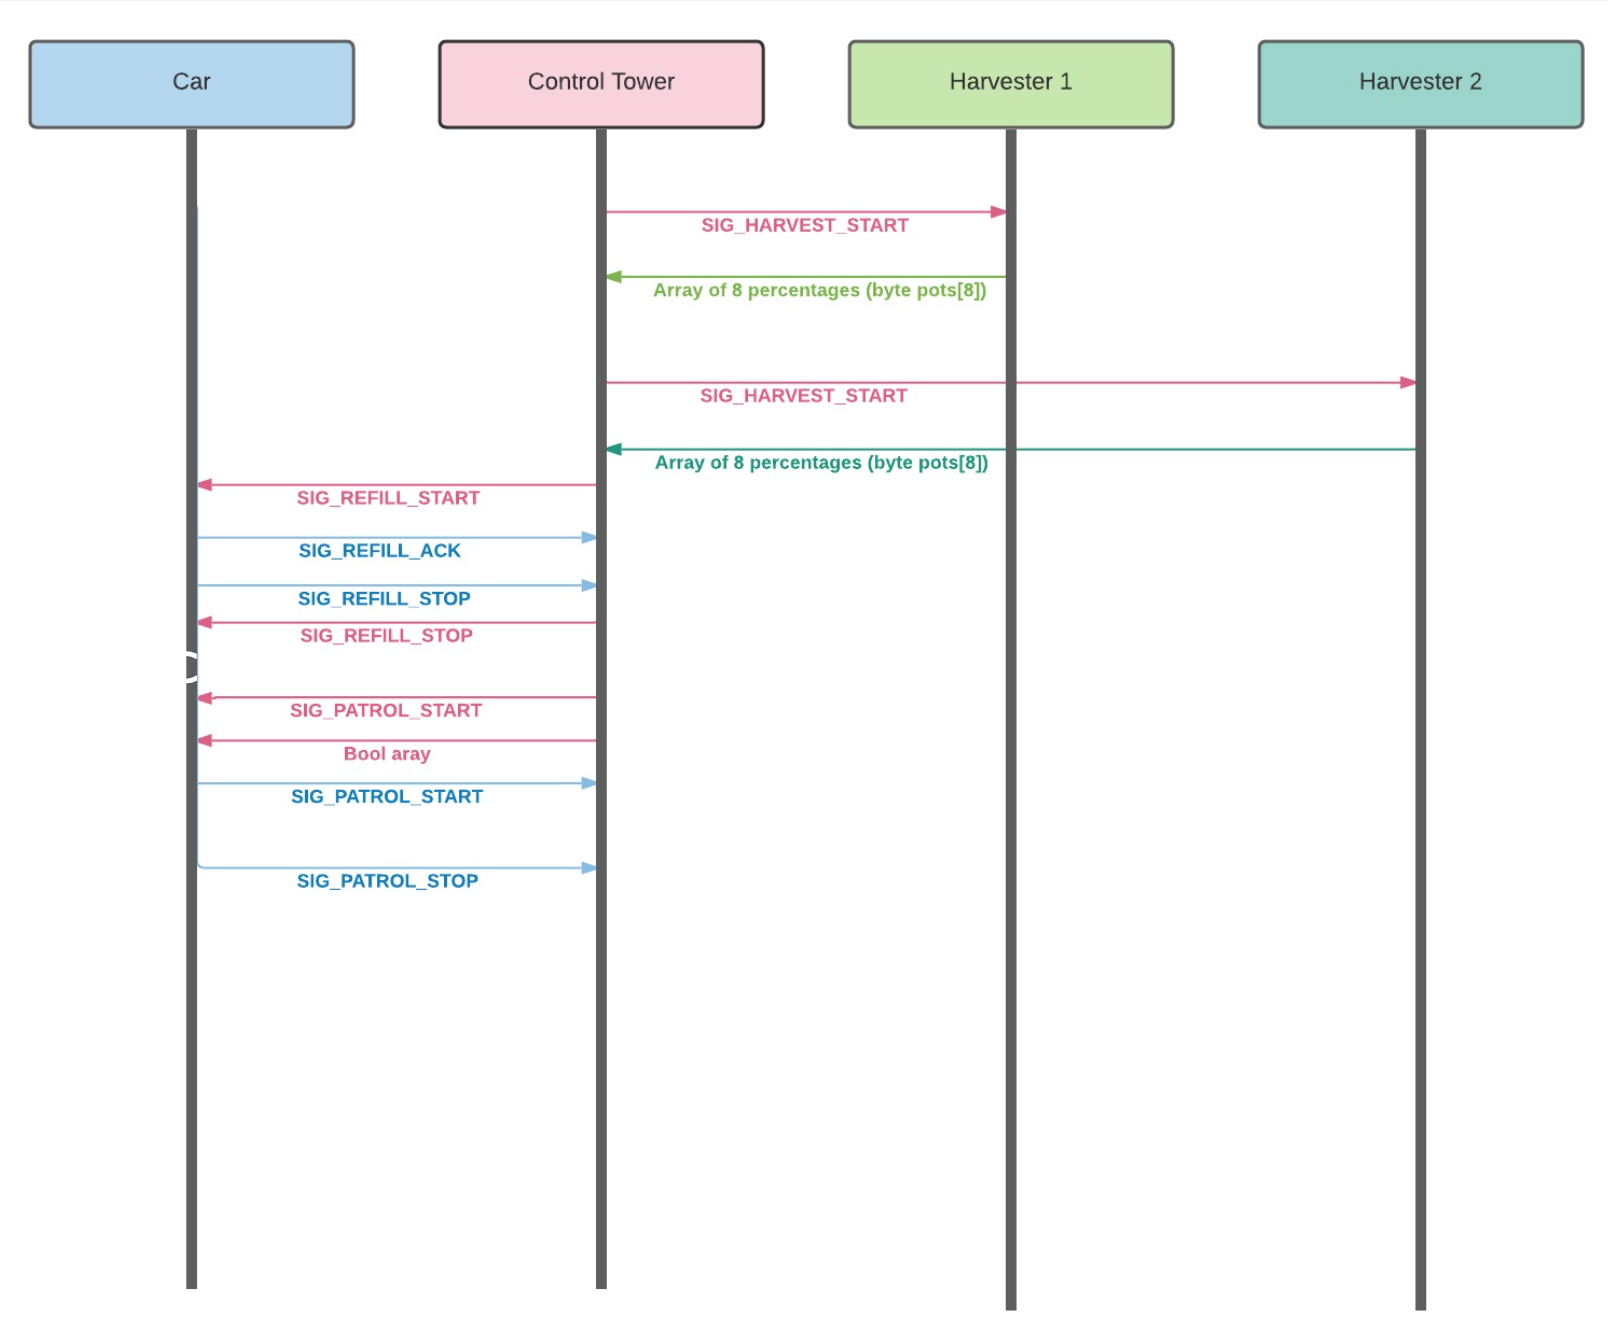 Car
Control Tower
Harvester 1
Harvester 2
SIG_HARVEST_START
Array of 8 percentages (byte pots[8])
SIG_HARVEST_START
Array of 8 percentages (byte pots[8])
SIG_REFILL_START
SIG_REFILL_ACK
SIG_REFILL_STOP
SIG_REFILL_STOP
SIG_PATROL_START
Bool aray
SIG_PATROL_START
SIG_PATROL_STOP